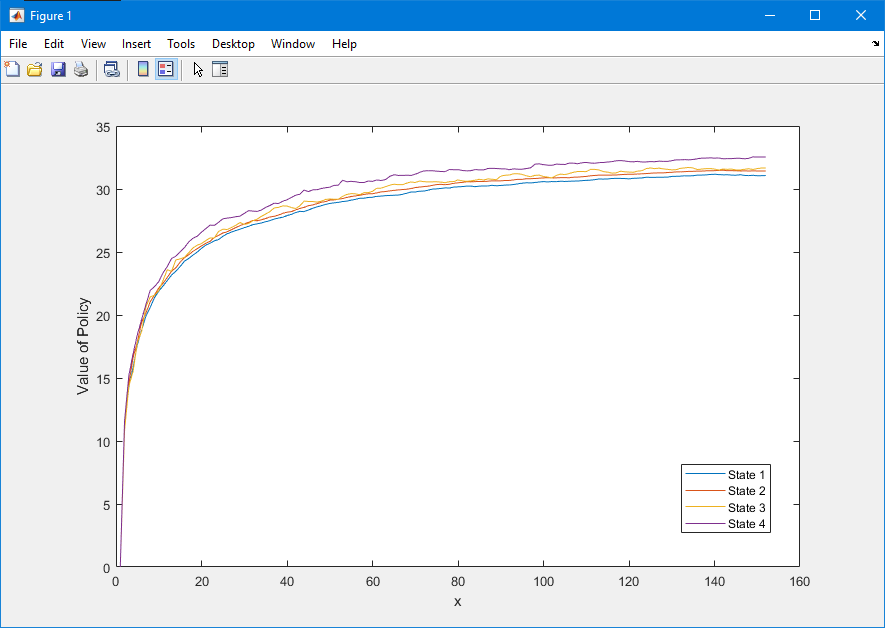 Figure 1
File Edit View Insert Tools Desktop Window Help
35
30
25
20
15
10
5
0
Value of Policy
State 1
State 2
State 3
State 4
0 20 40 60 80 100 120 140 160
x